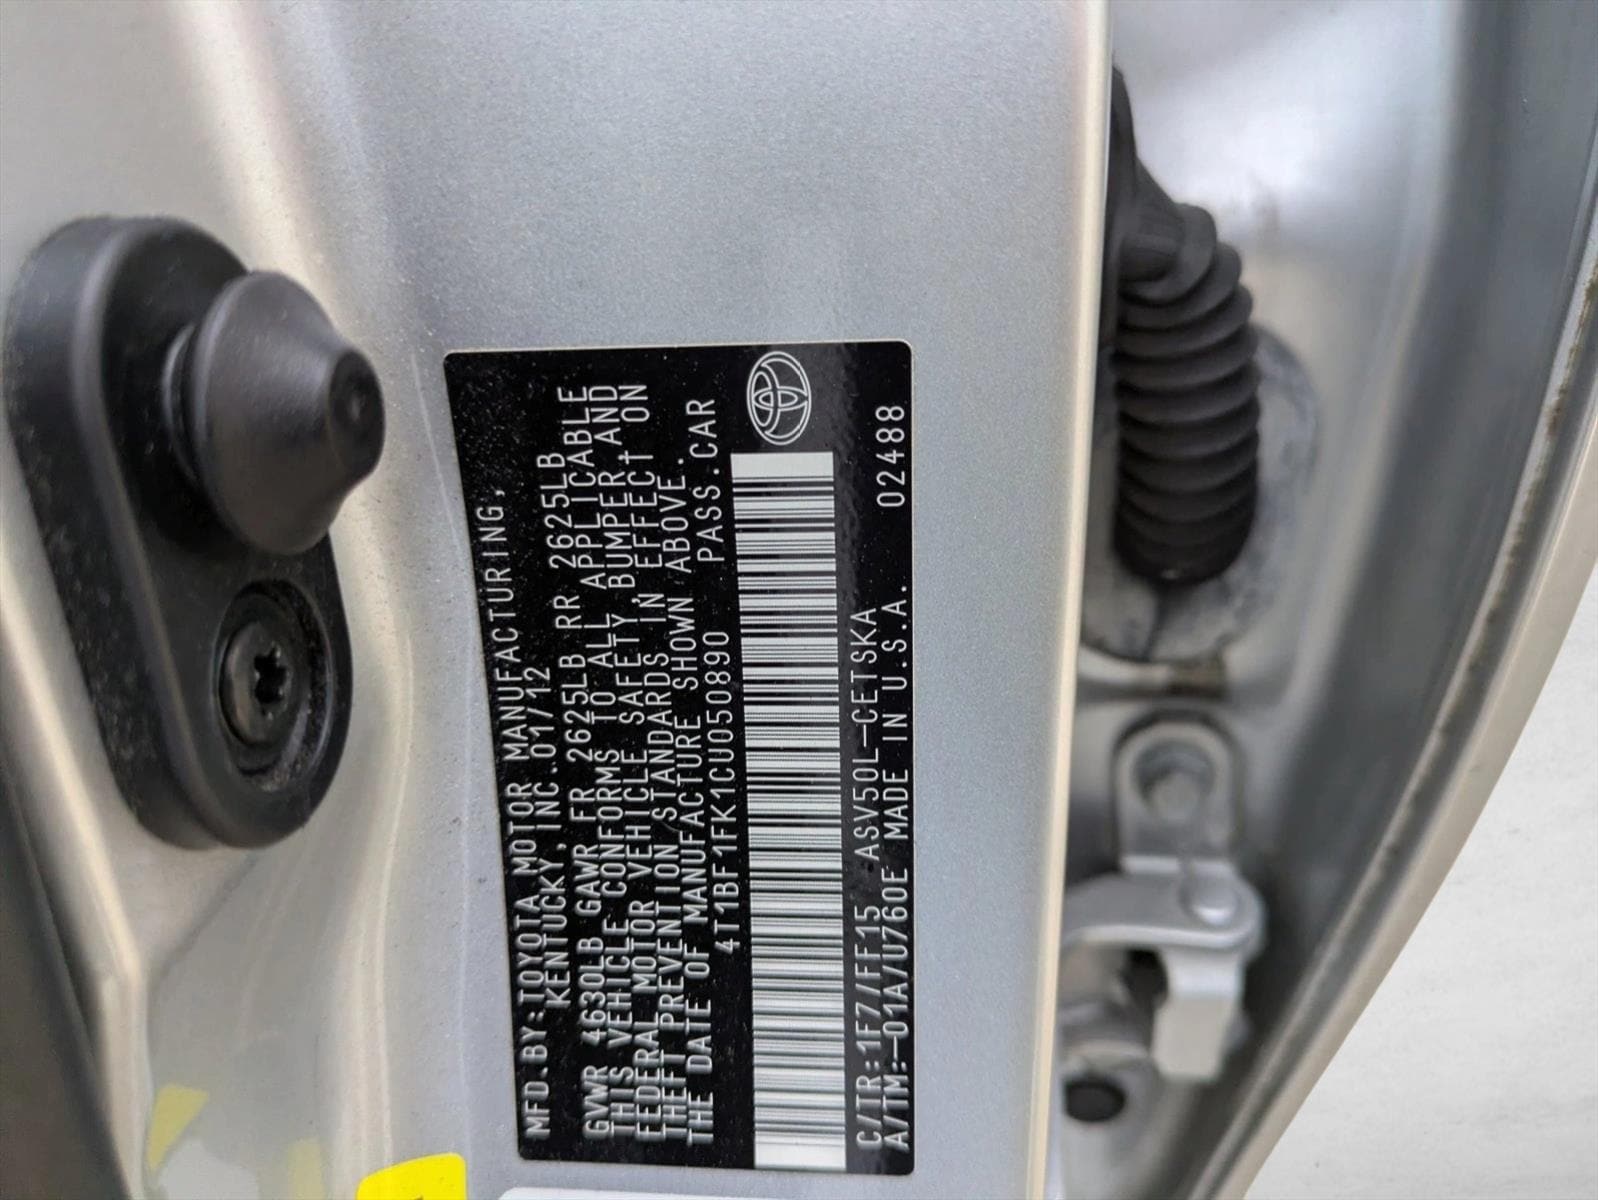 MFD.BY:TOYOTA MOTOR MANUFACTURING,
KENTUCKY,INC.01/12
GVWR 4630LB GAWR FR 2625LB RR 2625LB
THIS VEHICLE CONFORMS TO ALL APPLICABLE
FEDERAL MOTOR VEHICLE SAFETY,BUMPER,AND
THEFT PREVENTION STANDARDS IN EFFECT ON
THE DATE OF MANUFACTURE SHOWN ABOVE.
4T1BF1FK1CU050890 PASS.CAR
C/TR:1F7/FF15 ASV50L-CETSKA
A/TM:-01A/U760E MADE IN U.S.A. 02488